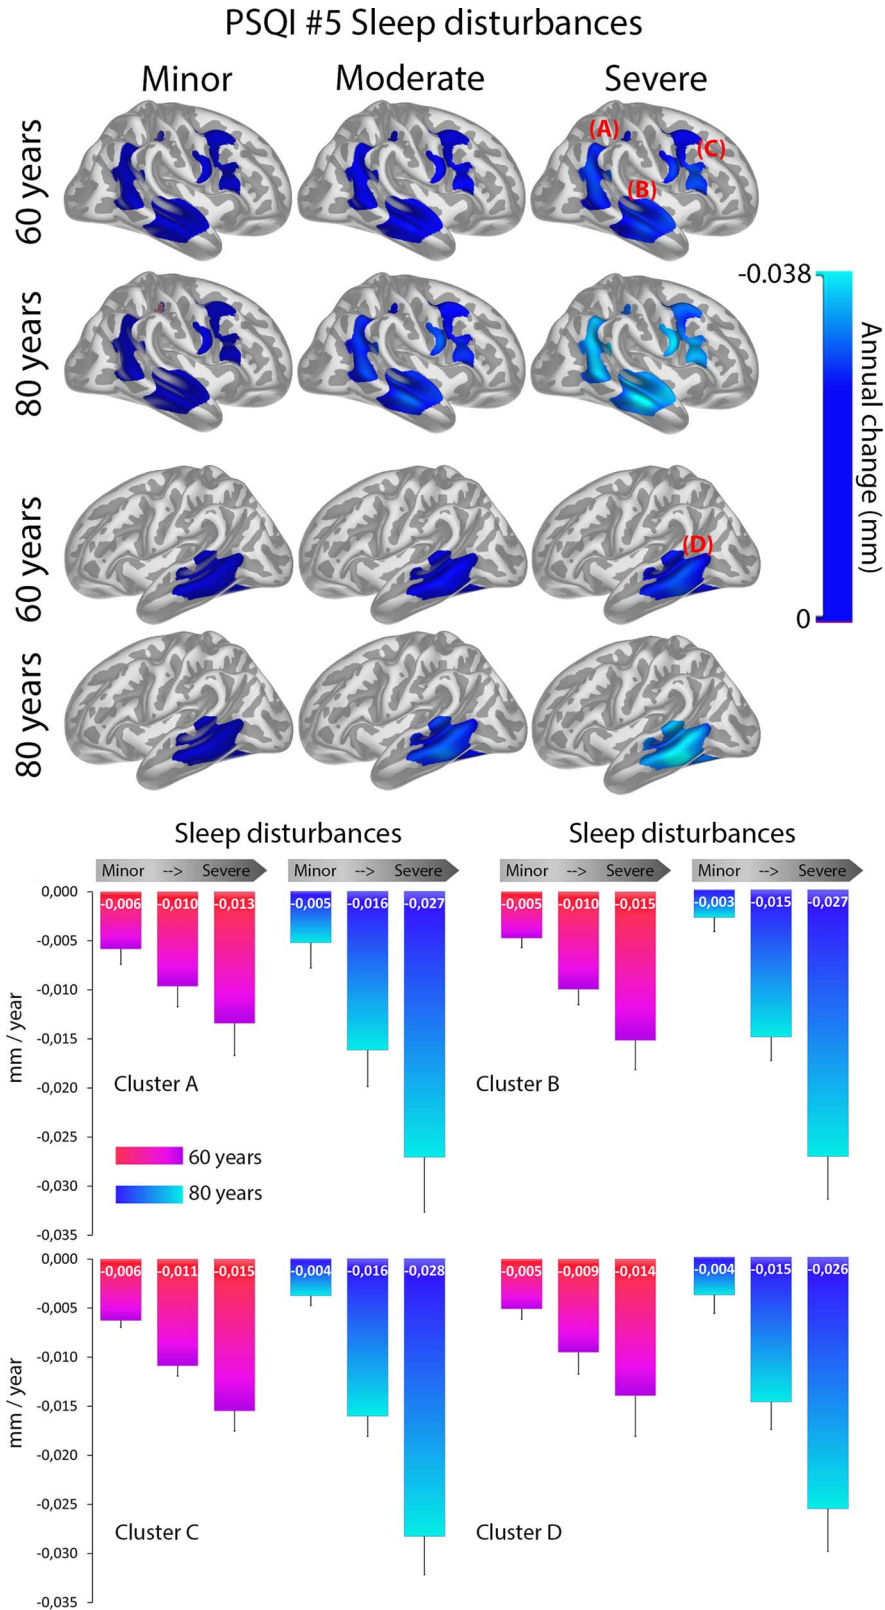 PSQI #5 Sleep disturbances
Minor Moderate Severe
60 years
(A)
(C)
(B)
80 years
-0.038
Annual change (mm)
0
60 years
(D)
80 years
Sleep disturbances Sleep disturbances
Minor --> Severe Minor --> Severe Minor --> Severe Minor --> Severe
0,000
-0,006 -0,010 -0,013 -0,005 -0,016 -0,027 -0,005 -0,010 -0,015 -0,003 -0,015 -0,027
-0,005
-0,010
-0,015
-0,020
-0,025
-0,030
-0,035
mm / year
Cluster A Cluster B
60 years
80 years
0,000
-0,006 -0,011 -0,015 -0,004 -0,016 -0,028 -0,005 -0,009 -0,014 -0,004 -0,015 -0,026
-0,005
-0,010
-0,015
-0,020
-0,025
-0,030
-0,035
mm / year
Cluster C Cluster D